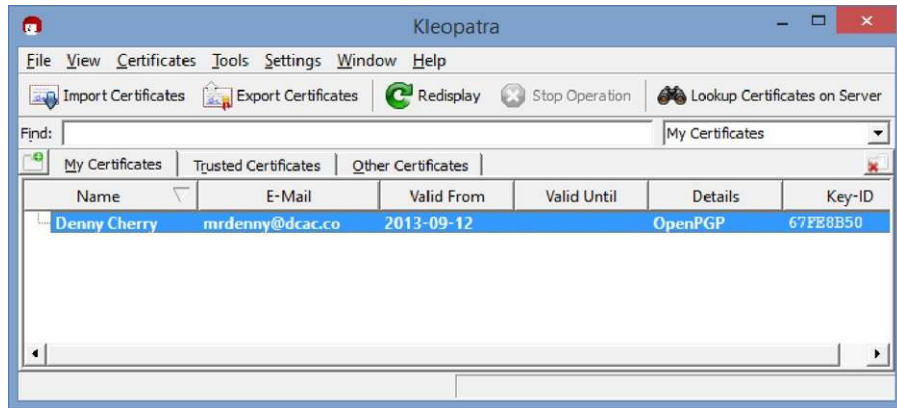 Kleopatra
File View Certificates Tools Settings Window Help
Import Certificates Export Certificates Redisplay Stop Operation Lookup Certificates on Server
Find: My Certificates
My Certificates Trusted Certificates Other Certificates
Name E-Mail Valid From Valid Until Details Key-ID
Denny Cherry mrdenny@dcac.co 2013-09-12 OpenPGP 67FE8B50